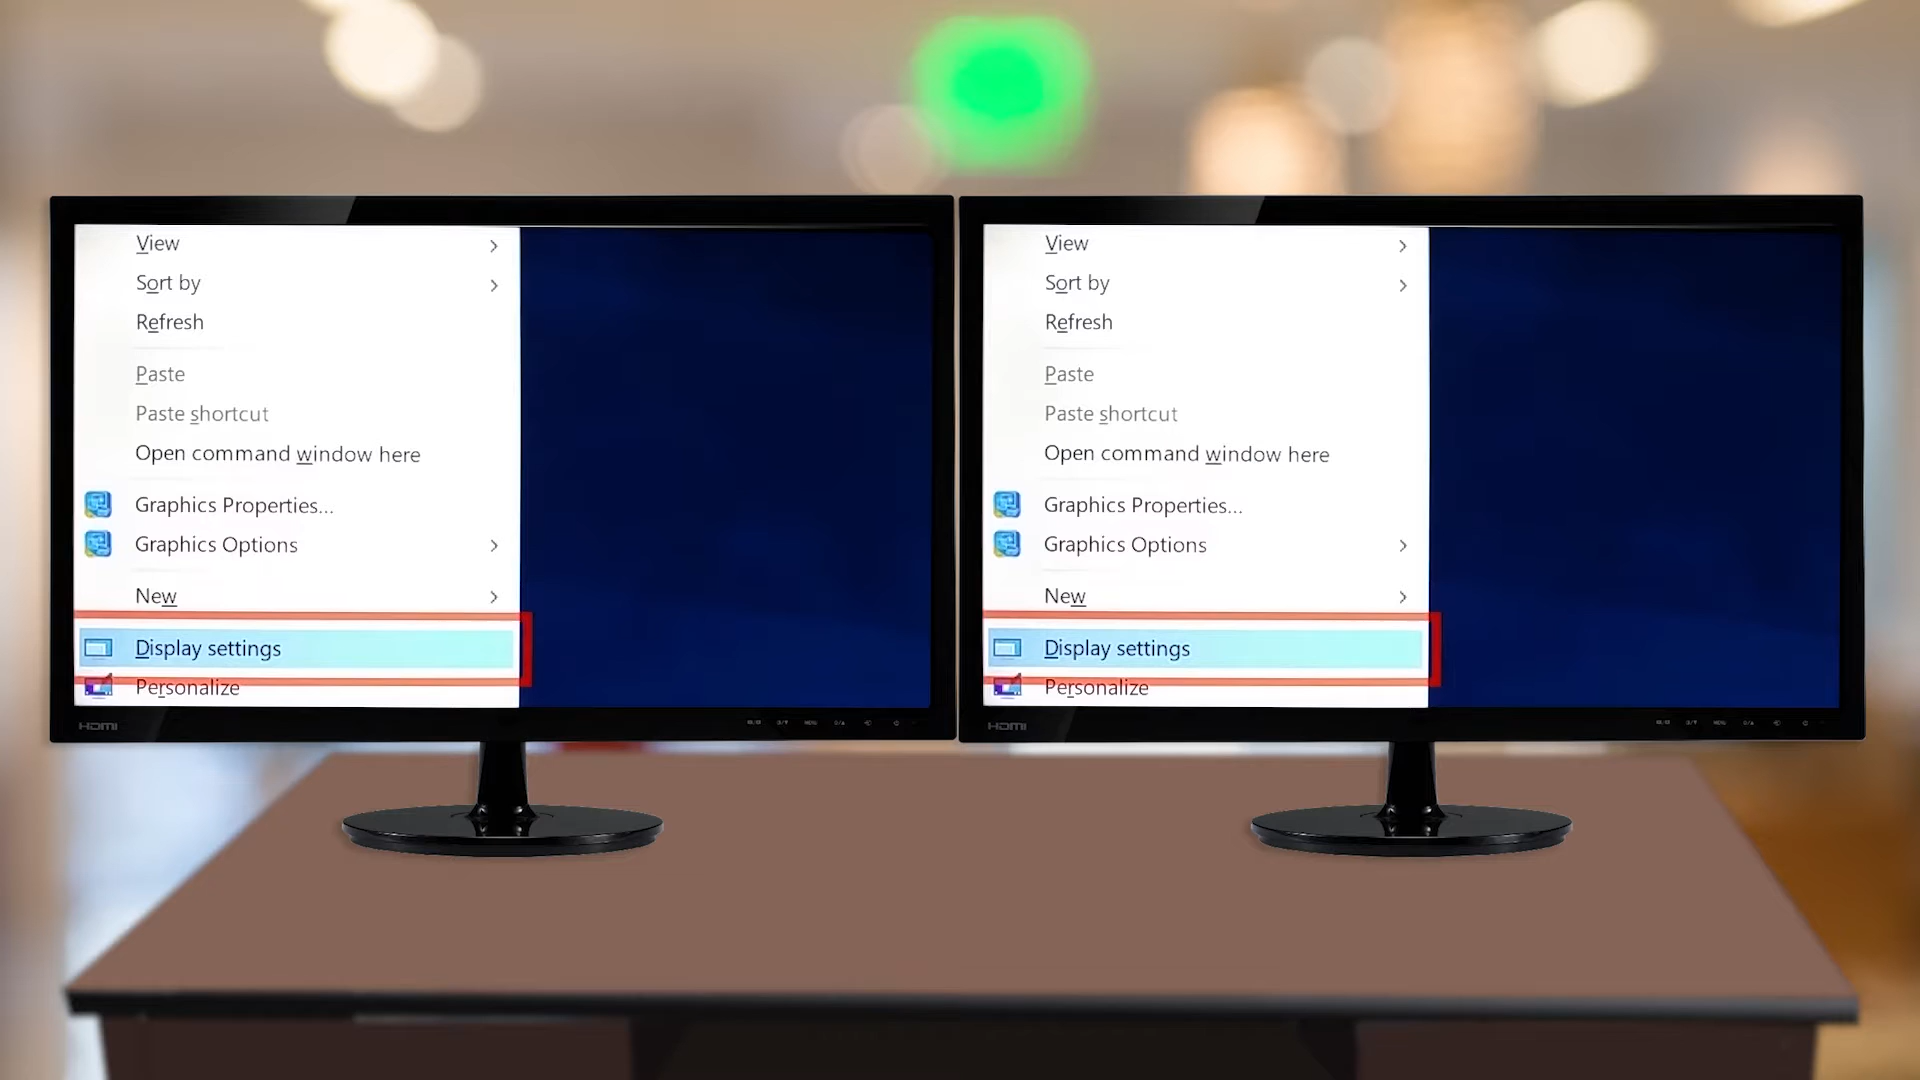 View
Sort by
Refresh
Paste
Paste shortcut
Open command window here
Graphics Properties...
Graphics Options
New
Display settings
Personalize
HDMI
View
Sort by
Refresh
Paste
Paste shortcut
Open command window here
Graphics Properties...
Graphics Options
New
Display settings
Personalize
HDMI